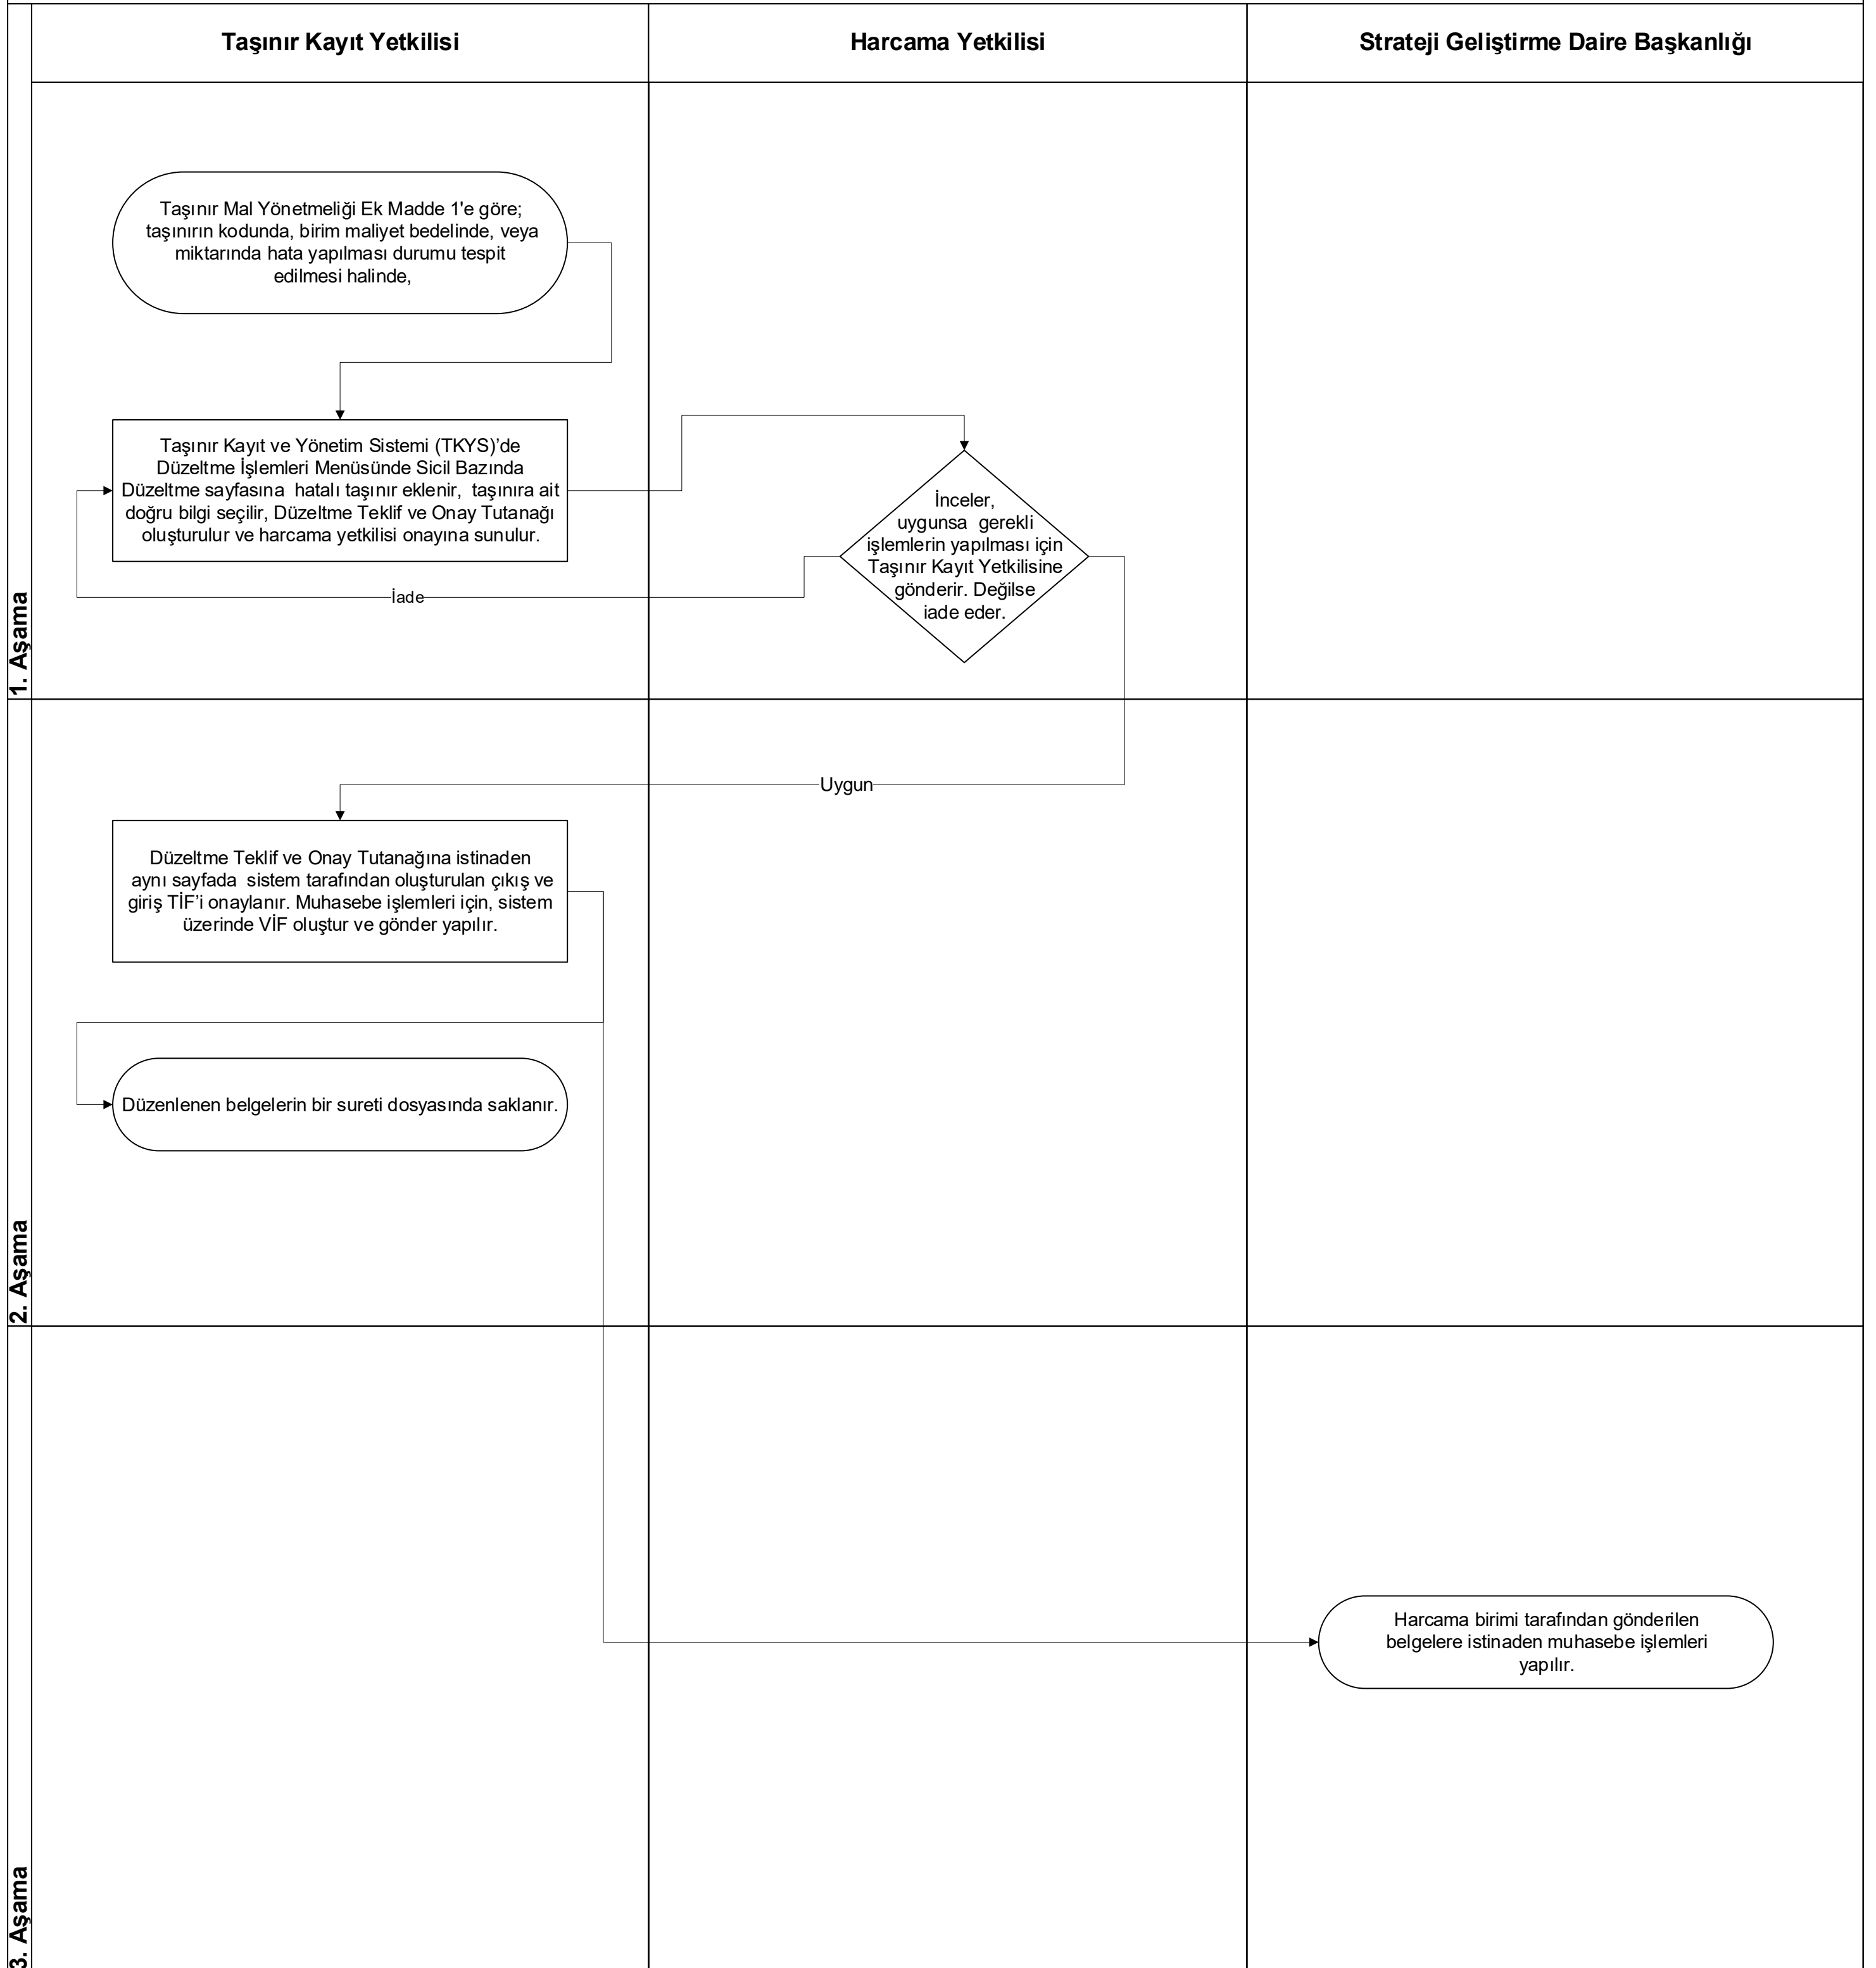 Taşınır Kayıt Yetkilisi
Harcama Yetkilisi
Strateji Geliştirme Daire Başkanlığı
1. Aşama
Taşınır Mal Yönetmeliği Ek Madde 1'e göre;
taşınırın kodunda, birim maliyet bedelinde, veya
miktarında hata yapılması durumu tespit
edilmesi halinde,
Taşınır Kayıt ve Yönetim Sistemi (TKYS)’de
Düzeltme İşlemleri Menüsünde Sicil Bazında
Düzeltme sayfasına hatalı taşınır eklenir, taşınıra ait
doğru bilgi seçilir, Düzeltme Teklif ve Onay Tutanağı
oluşturulur ve harcama yetkilisi onayına sunulur.
İnceler,
uygunsa gerekli
işlemlerin yapılması için
Taşınır Kayıt Yetkilisine
gönderir. Değilse
iade eder.
İade
2. Aşama
Uygun
Düzeltme Teklif ve Onay Tutanağına istinaden
aynı sayfada sistem tarafından oluşturulan çıkış ve
giriş TİF’i onaylanır. Muhasebe işlemleri için, sistem
üzerinde VİF oluştur ve gönder yapılır.
Düzenlenen belgelerin bir sureti dosyasında saklanır.
3. Aşama
Harcama birimi tarafından gönderilen
belgelere istinaden muhasebe işlemleri
yapılır.